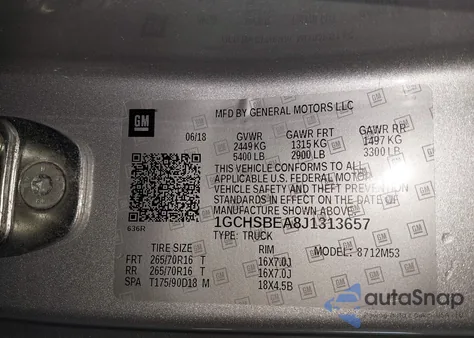 GM
MFD BY GENERAL MOTORS LLC
06/18 GVWR GAWR FRT GAWR RR
2449 KG 1315 KG 1497 KG
5400 LB 2900 LB 3300 LB
THIS VEHICLE CONFORMS TO ALL
APPLICABLE U.S. FEDERAL MOTOR
VEHICLE SAFETY AND THEFT PREVENTION
STANDARDS IN EFFECT ON THE DATE OF
MANUFACTURE SHOWN ABOVE.
636R 1GCHSBEA8J1313657
TYPE: TRUCK
TIRE SIZE RIM MODEL: 8712M53
FRT 265/70R16 T 16X7.0J
RR 265/70R16 T 16X7.0J
SPA T175/90D18 M 18X4.5B
autoSnap